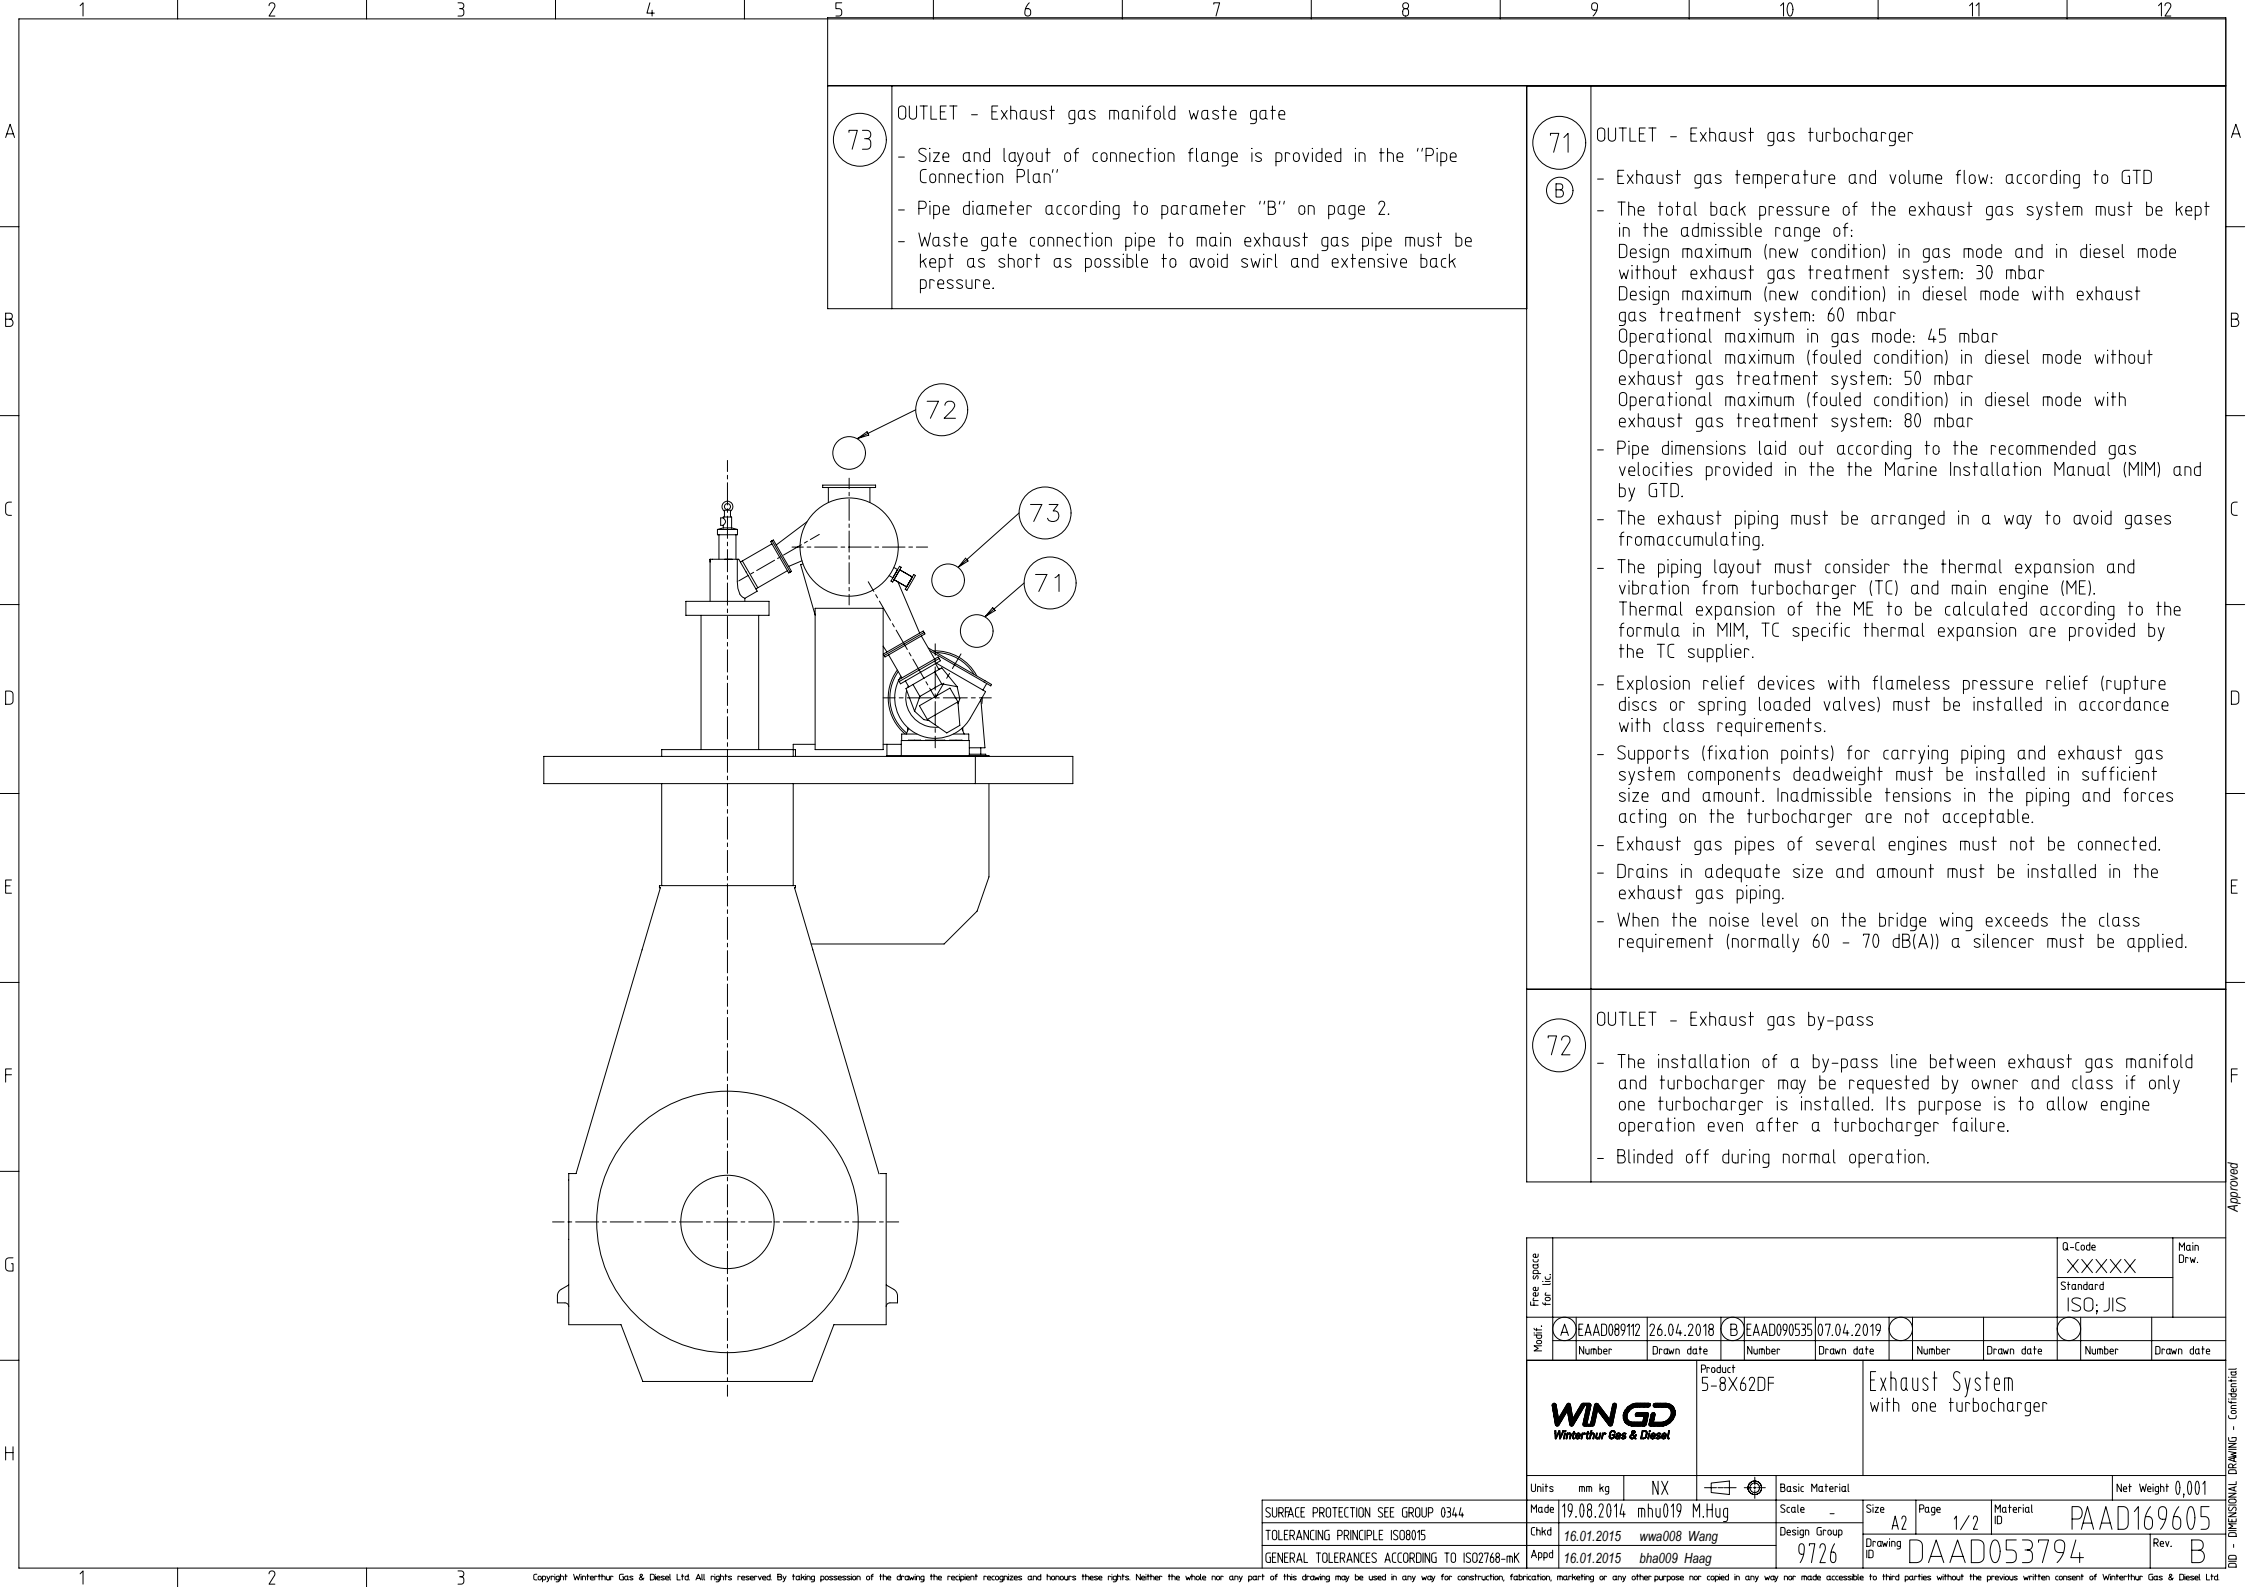 1 2 3 4 5 6 7 8 9 10 11 12
A
B
C
D
E
F
G
H
A
B
C
D
E
F
73
OUTLET - Exhaust gas manifold waste gate
- Size and layout of connection flange is provided in the "Pipe
Connection Plan"
- Pipe diameter according to parameter "B" on page 2.
- Waste gate connection pipe to main exhaust gas pipe must be
kept as short as possible to avoid swirl and extensive back
pressure.
71
B
OUTLET - Exhaust gas turbocharger
- Exhaust gas temperature and volume flow: according to GTD
- The total back pressure of the exhaust gas system must be kept
in the admissible range of:
Design maximum (new condition) in gas mode and in diesel mode
without exhaust gas treatment system: 30 mbar
Design maximum (new condition) in diesel mode with exhaust
gas treatment system: 60 mbar
Operational maximum in gas mode: 45 mbar
Operational maximum (fouled condition) in diesel mode without
exhaust gas treatment system: 50 mbar
Operational maximum (fouled condition) in diesel mode with
exhaust gas treatment system: 80 mbar
- Pipe dimensions laid out according to the recommended gas
velocities provided in the the Marine Installation Manual (MIM) and
by GTD.
- The exhaust piping must be arranged in a way to avoid gases
fromaccumulating.
- The piping layout must consider the thermal expansion and
vibration from turbocharger (TC) and main engine (ME).
Thermal expansion of the ME to be calculated according to the
formula in MIM, TC specific thermal expansion are provided by
the TC supplier.
- Explosion relief devices with flameless pressure relief (rupture
discs or spring loaded valves) must be installed in accordance
with class requirements.
- Supports (fixation points) for carrying piping and exhaust gas
system components deadweight must be installed in sufficient
size and amount. Inadmissible tensions in the piping and forces
acting on the turbocharger are not acceptable.
- Exhaust gas pipes of several engines must not be connected.
- Drains in adequate size and amount must be installed in the
exhaust gas piping.
- When the noise level on the bridge wing exceeds the class
requirement (normally 60 - 70 dB(A)) a silencer must be applied.
72
OUTLET - Exhaust gas by-pass
- The installation of a by-pass line between exhaust gas manifold
and turbocharger may be requested by owner and class if only
one turbocharger is installed. Its purpose is to allow engine
operation even after a turbocharger failure.
- Blinded off during normal operation.
72
73
71
Approved
Free space
for lic.
Q-Code
XXXXX
Main
Drw.
Standard
ISO; JIS
Modif.
A EAAD089112 26.04.2018 B EAAD090535 07.04.2019
Number Drawn date Number Drawn date Number Drawn date Number Drawn date
WIN GD
Winterthur Gas & Diesel
Product
5-8X62DF
Exhaust System
with one turbocharger
Units mm kg NX Basic Material Net Weight 0,001
SURFACE PROTECTION SEE GROUP 0344
TOLERANCING PRINCIPLE ISO8015
GENERAL TOLERANCES ACCORDING TO ISO2768-mK
Made 19.08.2014 mhu019 M.Hug
Chkd 16.01.2015 wwa008 Wang
Appd 16.01.2015 bha009 Haag
Scale -
Design Group
9726
Size A2
Page 1/2
Material
ID PAAD169605
Drawing
ID DAAD053794
Rev. B
DID - DIMENSIONAL DRAWING - Confidential
1 2 3
Copyright Winterthur Gas & Diesel Ltd. All rights reserved. By taking possession of the drawing the recipient recognizes and honours these rights. Neither the whole nor any part of this drawing may be used in any way for construction, fabrication, marketing or any other purpose nor copied in any way nor made accessible to third parties without the previous written consent of Winterthur Gas & Diesel Ltd.